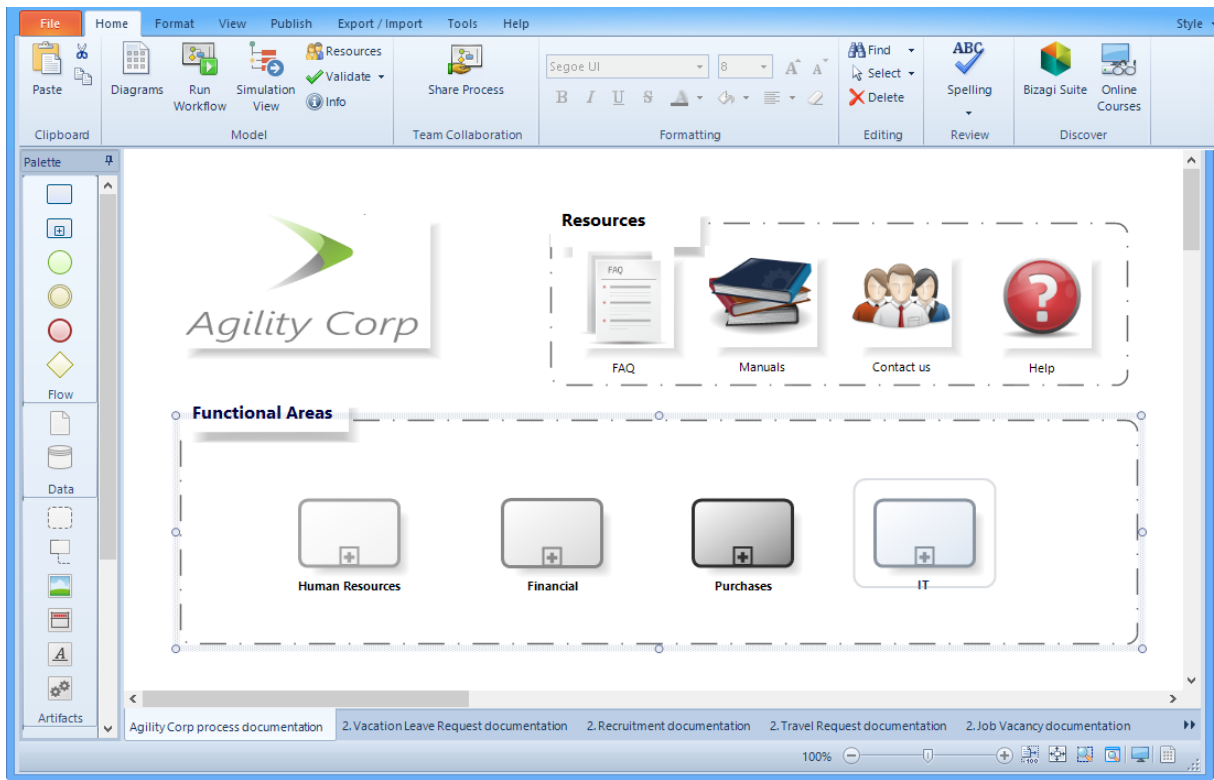 File Home Format View Publish Export / Import Tools Help Style
Paste
Diagrams
Run Workflow
Simulation View
Resources
Validate
Info
Share Process
Segoe UI 8 A A
B I U S A
Find
Select
Delete
ABC
Spelling
Bizagi Suite
Online Courses
Clipboard Model Team Collaboration Formatting Editing Review Discover
Palette
Flow
Data
A
Artifacts
Agility Corp
Resources
FAQ
FAQ Manuals Contact us Help
?
Functional Areas
Human Resources Financial Purchases IT
Agility Corp process documentation 2. Vacation Leave Request documentation 2. Recruitment documentation 2. Travel Request documentation 2. Job Vacancy documentation
100%